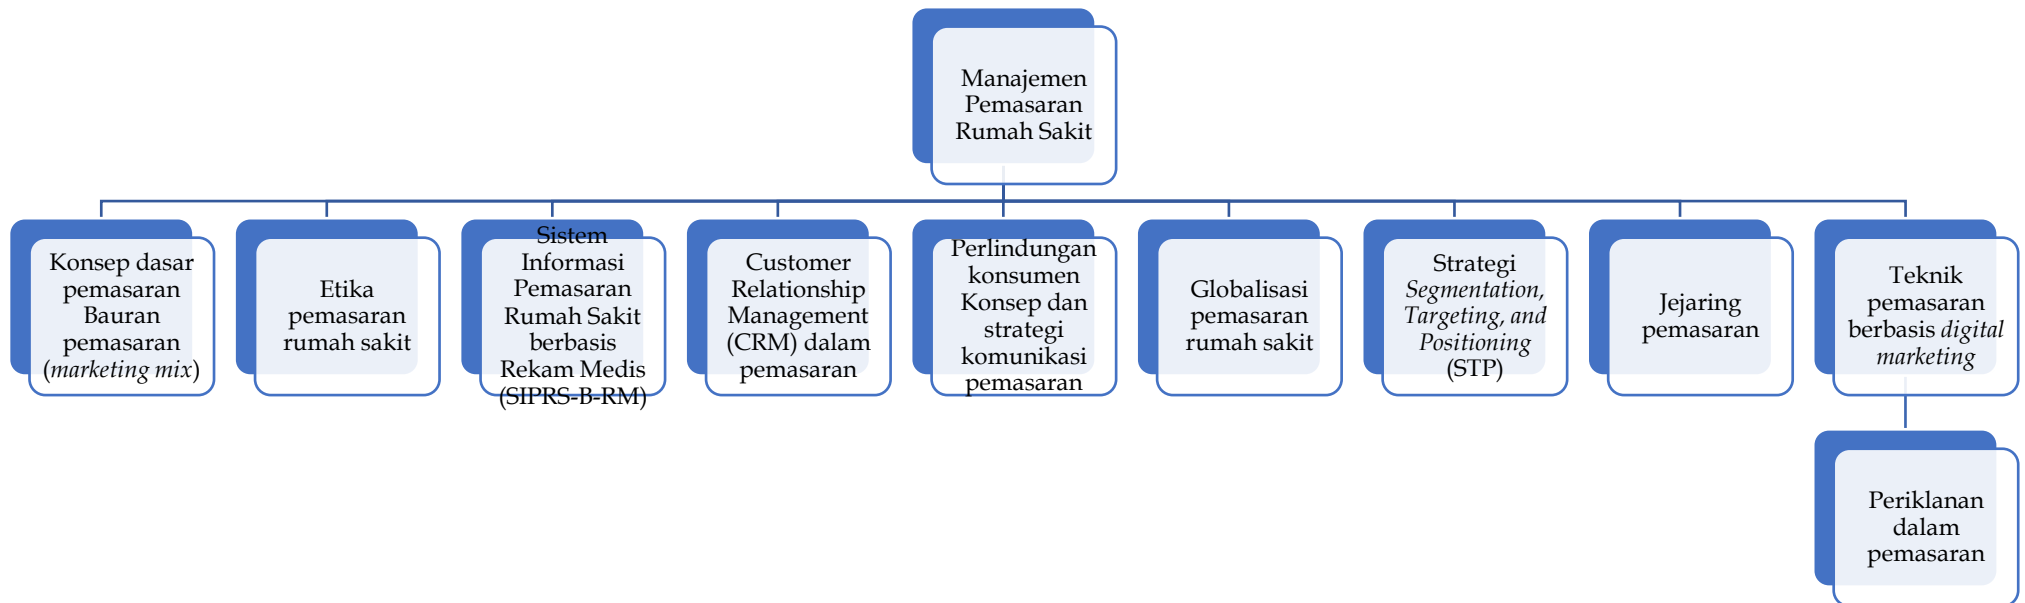 Manajemen
Pemasaran
Rumah Sakit
Konsep dasar
pemasaran
Bauran
pemasaran
(marketing mix)
Etika
pemasaran
rumah sakit
Sistem
Informasi
Pemasaran
Rumah Sakit
berbasis
Rekam Medis
(SIPRS-B-RM)
Customer
Relationship
Management
(CRM) dalam
pemasaran
Perlindungan
konsumen
Konsep dan
strategi
komunikasi
pemasaran
Globalisasi
pemasaran
rumah sakit
Strategi
Segmentation,
Targeting, and
Positioning
(STP)
Jejaring
pemasaran
Teknik
pemasaran
berbasis digital
marketing
Periklanan
dalam
pemasaran